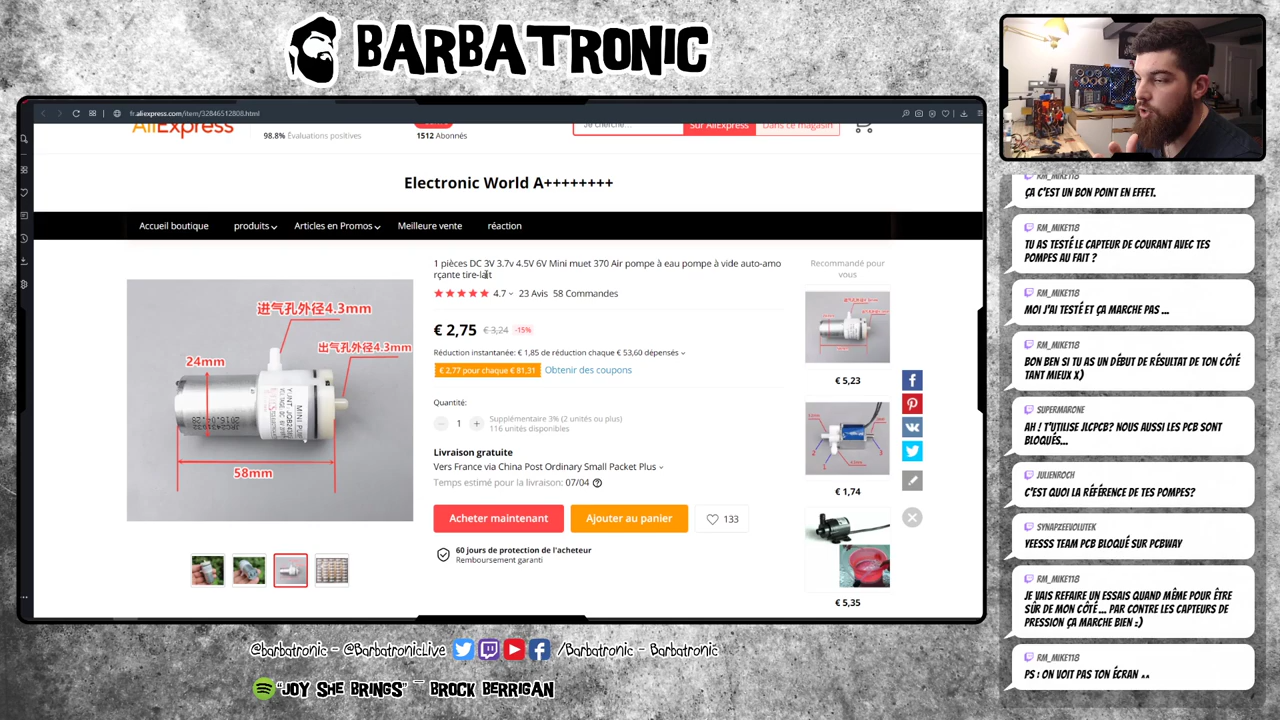 BARBATRONIC
fr.aliexpress.com/item/32846512808.html
AliExpress
98.8% Évaluations positives
1512 Abonnés
Je cherche...
Sur AliExpress
Dans ce magasin
Electronic World A++++++++
Accueil boutique
produits
Articles en Promos
Meilleure vente
réaction
1 pièces DC 3V 3.7v 4.5V 6V Mini muet 370 Air pompe à eau pompe à vide auto-amo
rçante tire-lait
4.7
23 Avis
58 Commandes
€ 2,75
€ 3,24
-15%
Réduction instantanée: € 1,85 de réduction chaque € 53,60 dépensés
€ 2,77 pour chaque € 81,31
Obtenir des coupons
Quantité:
1
Supplémentaire 3% (2 unités ou plus)
116 unités disponibles
Livraison gratuite
Vers France via China Post Ordinary Small Packet Plus
Temps estimé pour la livraison: 07/04
Acheter maintenant
Ajouter au panier
133
60 jours de protection de l'acheteur
Remboursement garanti
进气孔外径4.3mm
出气孔外径4.3mm
24mm
58mm
Recommandé pour
vous
€ 5,23
€ 1,74
€ 5,35
RM_MIKE118
ÇA C'EST UN BON POINT EN EFFET.
RM_MIKE118
TU AS TESTÉ LE CAPTEUR DE COURANT AVEC TES
POMPES AU FAIT ?
RM_MIKE118
MOI J'AI TESTÉ ET ÇA MARCHE PAS ...
RM_MIKE118
BON BEN SI TU AS UN DÉBUT DE RÉSULTAT DE TON CÔTÉ
TANT MIEUX X)
SUPERMARONE
AH ! T'UTILISE JLCPCB? NOUS AUSSI LES PCB SONT
BLOQUÉS...
JULIENROCH
C'EST QUOI LA RÉFÉRENCE DE TES POMPES?
SYNAPZEEVOLUTEK
YEESSS TEAM PCB BLOQUÉ SUR PCBWAY
RM_MIKE118
JE VAIS REFAIRE UN ESSAIS QUAND MÊME POUR ÊTRE
SÛR DE MON CÔTÉ ... PAR CONTRE LES CAPTEURS DE
PRESSION ÇA MARCHE BIEN :)
RM_MIKE118
PS : ON VOIT PAS TON ÉCRAN ^^
@barbatronic - @BarbatronicLive
/Barbatronic - Barbatronic
"JOY SHE BRINGS" - BROCK BERRIGAN